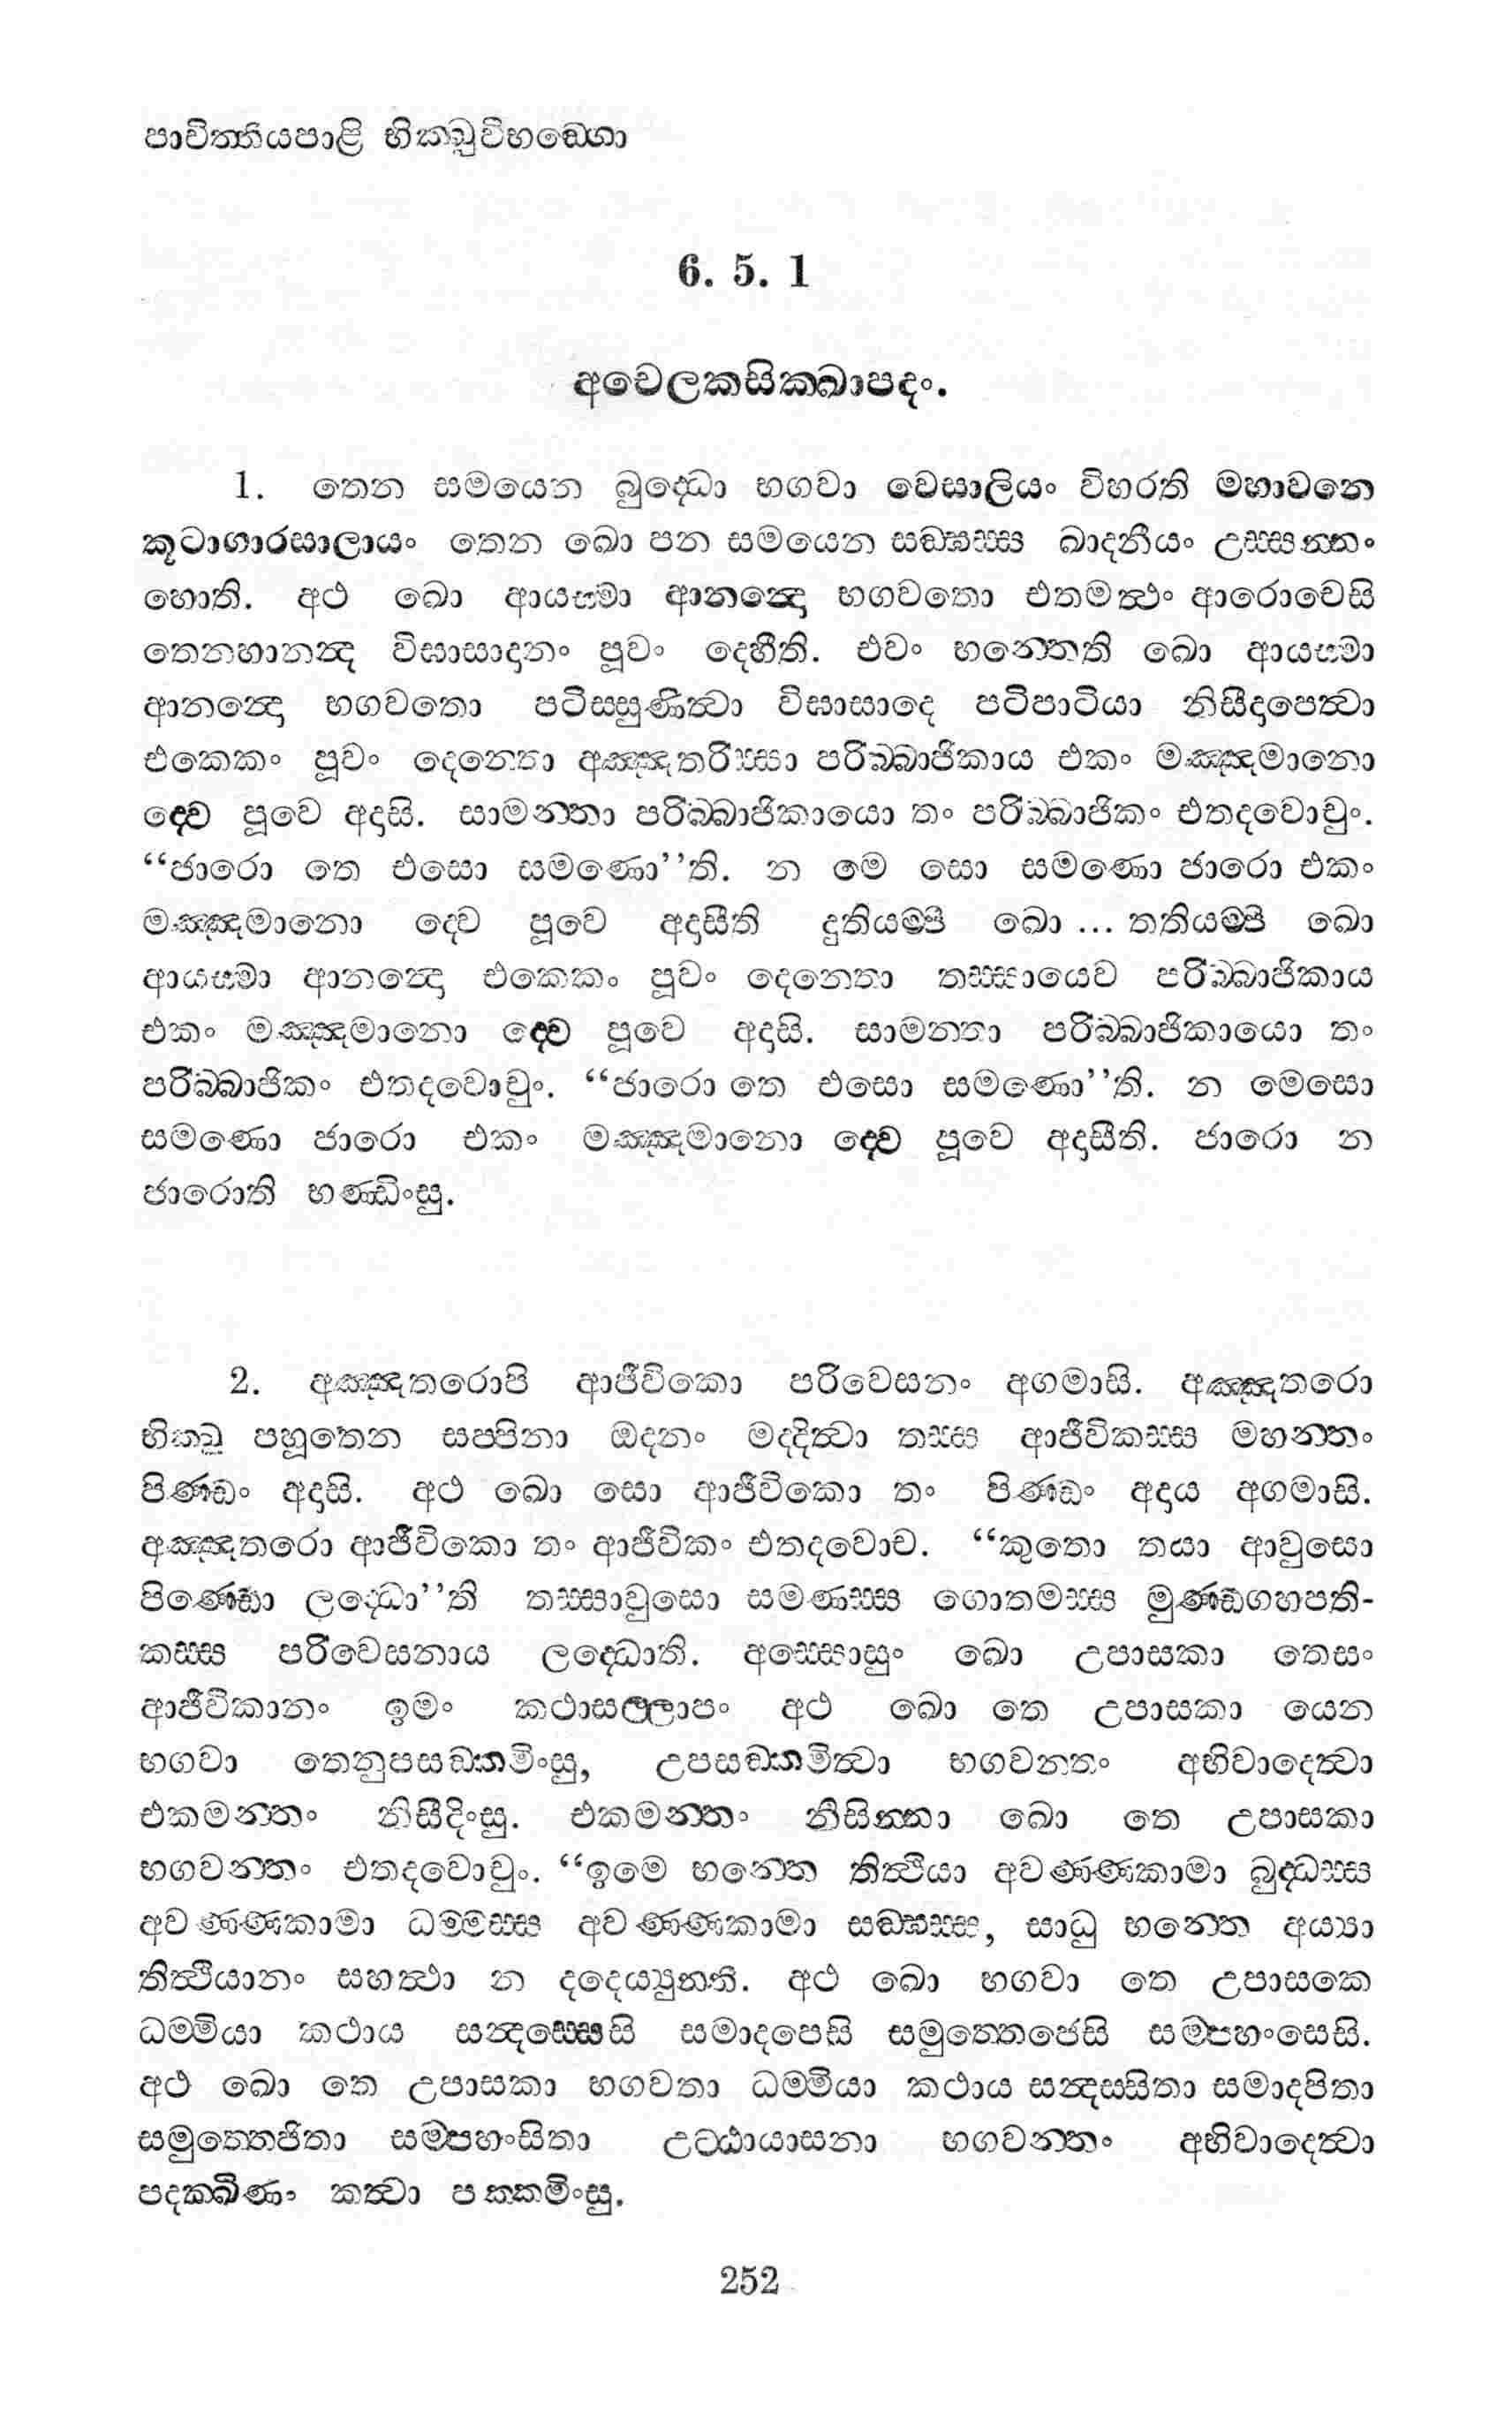 පාචිත්තියපාළි භික්ඛුවිභඞ්ගො
6. 5. 1
අචෙලකසික්ඛාපදං.
1. තෙන සමයෙන බුද්ධො භගවා වෙසාලියං විහරති මහාවනෙ
කූටාගාරසාලායං තෙන ඛො පන සමයෙන සඞ්ඝස්ස ඛාදනීයං උස්සන්නං
හොති. අථ ඛො ආයස්මා ආනන්දො භගවතො එතමත්ථං ආරොචෙසි
තෙනහානන්ද විඝාසාදානං පූවං දෙහීති. එවං භන්තෙති ඛො ආයස්මා
ආනන්දො භගවතො පටිස්සුණිත්වා විඝාසාදෙ පටිපාටියා නිසීදාපෙත්වා
එකෙකං පූවං දෙන්තො අඤ්ඤතරිස්සා පරිබ්බාජිකාය එකං මඤ්ඤමානො
ද්වෙ පූවෙ අදාසි. සාමන්තා පරිබ්බාජිකායො තං පරිබ්බාජිකං එතදවොචුං.
“ජාරො තෙ එසො සමණො”ති. න මෙ සො සමණො ජාරො එකං
මඤ්ඤමානො ද්වෙ පූවෙ අදාසීති දුතියම්පි ඛො ... තතියම්පි ඛො
ආයස්මා ආනන්දො එකෙකං පූවං දෙන්තො තස්සායෙව පරිබ්බාජිකාය
එකං මඤ්ඤමානො ද්වෙ පූවෙ අදාසි. සාමන්තා පරිබ්බාජිකායො තං
පරිබ්බාජිකං එතදවොචුං. “ජාරො තෙ එසො සමණො”ති. න මෙසො
සමණො ජාරො එකං මඤ්ඤමානො ද්වෙ පූවෙ අදාසීති. ජාරො න
ජාරොති භණ්ඩිංසු.
2. අඤ්ඤතරොපි ආජීවිකො පරිවෙසනං අගමාසි. අඤ්ඤතරො
භික්ඛු පහූතෙන සප්පිනා ඔදනං මද්දිත්වා තස්ස ආජීවිකස්ස මහන්තං
පිණ්ඩං අදාසි. අථ ඛො සො ආජීවිකො තං පිණ්ඩං අදාය අගමාසි.
අඤ්ඤතරො ආජීවිකො තං ආජීවිකං එතදවොච. “කුතො තයා ආවුසො
පිණ්ඩො ලද්ධො”ති තස්සාවුසො සමණස්ස ගොතමස්ස මුණ්ඩගහපති-
කස්ස පරිවෙසනාය ලද්ධොති. අස්සොසුං ඛො උපාසකා තෙසං
ආජීවිකානං ඉමං කථාසල්ලාපං අථ ඛො තෙ උපාසකා යෙන
භගවා තෙනුපසඞ්කමිංසු, උපසඞ්කමිත්වා භගවන්තං අභිවාදෙත්වා
එකමන්තං නිසීදිංසු. එකමන්තං නිසින්නා ඛො තෙ උපාසකා
භගවන්තං එතදවොචුං. “ඉමෙ භන්තෙ තිත්ථියා අවණ්ණකාමා බුද්ධස්ස
අවණ්ණකාමා ධම්මස්ස අවණ්ණකාමා සඞ්ඝස්ස, සාධු භන්තෙ අය්‍යා
තිත්ථියානං සහත්ථා න දදෙය්‍යුන්ති. අථ ඛො භගවා තෙ උපාසකෙ
ධම්මියා කථාය සන්දස්සෙසි සමාදපෙසි සමුත්තෙජෙසි සම්පහංසෙසි.
අථ ඛො තෙ උපාසකා භගවතා ධම්මියා කථාය සන්දස්සිතා සමාදපිතා
සමුත්තෙජිතා සම්පහංසිතා උට්ඨායාසනා භගවන්තං අභිවාදෙත්වා
පදක්ඛිණං කත්වා පක්කමිංසු.
252